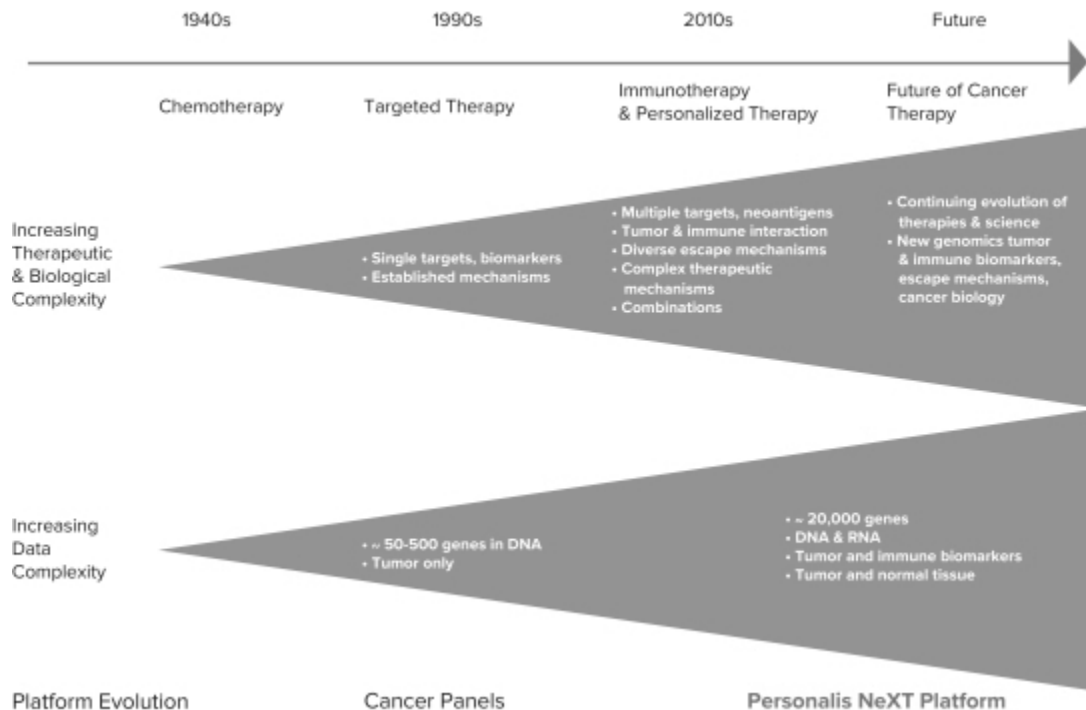 1940s
1990s
2010s
Future
Chemotherapy
Targeted Therapy
Immunotherapy
& Personalized Therapy
Future of Cancer
Therapy
Increasing
Therapeutic
& Biological
Complexity
• Single targets, biomarkers
• Established mechanisms
• Multiple targets, neoantigens
• Tumor & immune interaction
• Diverse escape mechanisms
• Complex therapeutic
mechanisms
• Combinations
• Continuing evolution of
therapies & science
• New genomics tumor
& immune biomarkers,
escape mechanisms,
cancer biology
Increasing
Data
Complexity
• ~ 50-500 genes in DNA
• Tumor only
• ~ 20,000 genes
• DNA & RNA
• Tumor and immune biomarkers
• Tumor and normal tissue
Platform Evolution
Cancer Panels
Personalis NeXT Platform